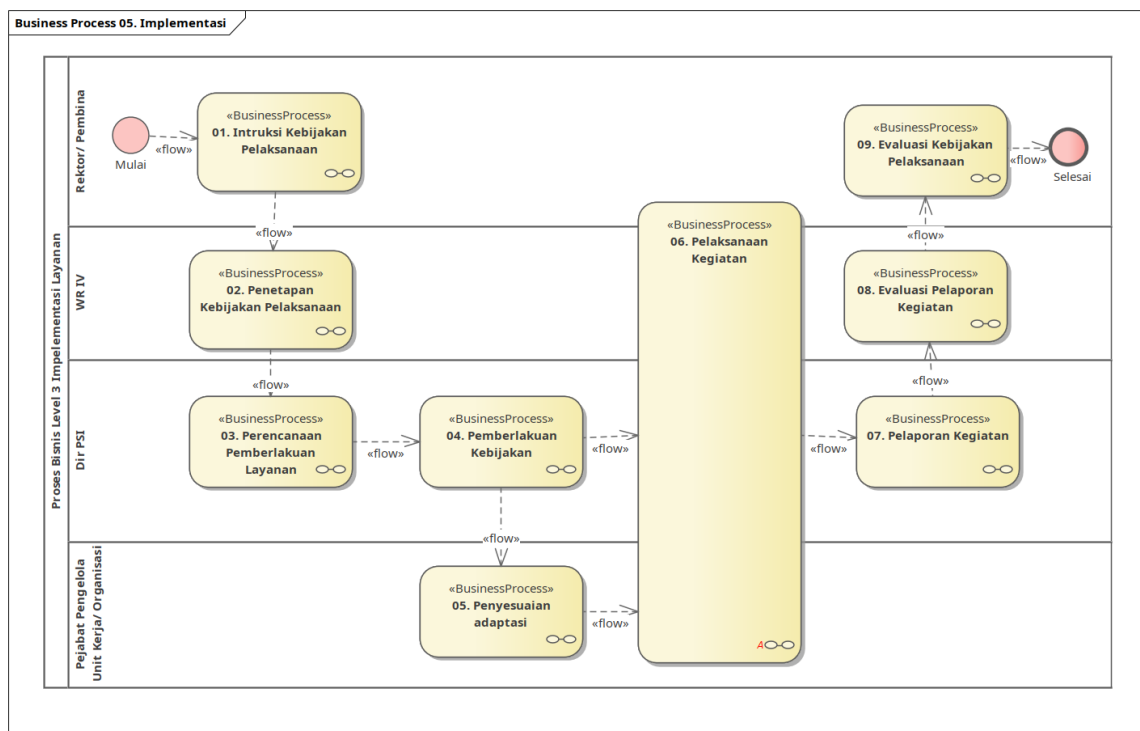 Business Process 05. Implementasi
Proses Bisnis Level 3 Impelementasi Layanan
Rektor/ Pembina
Mulai
«flow»
«BusinessProcess»
01. Intruksi Kebijakan
Pelaksanaan
«flow»
«BusinessProcess»
09. Evaluasi Kebijakan
Pelaksanaan
«flow»
Selesai
WR IV
«BusinessProcess»
02. Penetapan
Kebijakan Pelaksanaan
«flow»
«BusinessProcess»
06. Pelaksanaan
Kegiatan
A
«flow»
«BusinessProcess»
08. Evaluasi Pelaporan
Kegiatan
Dir PSI
«BusinessProcess»
03. Perencanaan
Pemberlakuan
Layanan
«flow»
«BusinessProcess»
04. Pemberlakuan
Kebijakan
«flow»
«flow»
«flow»
«BusinessProcess»
07. Pelaporan Kegiatan
«flow»
Pejabat Pengelola
Unit Kerja/ Organisasi
«BusinessProcess»
05. Penyesuaian
adaptasi
«flow»